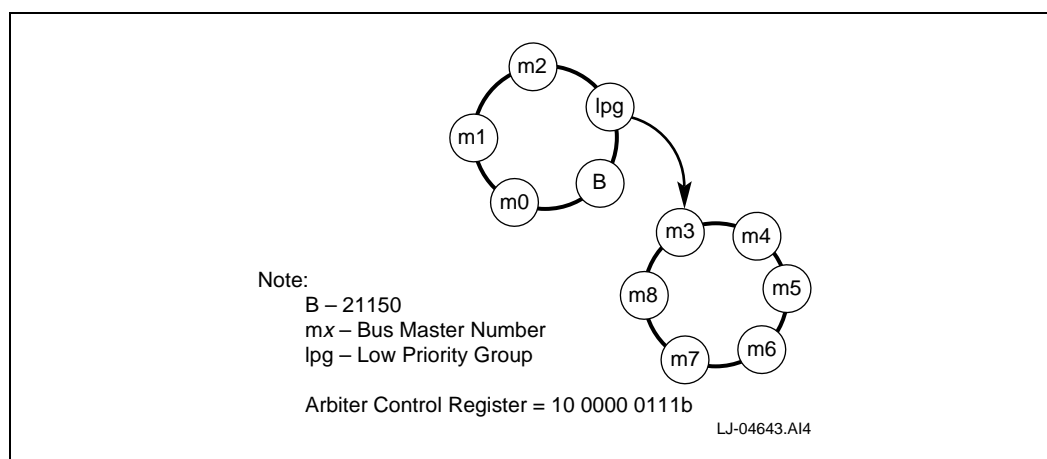 m2
lpg
m1
B
m0
m3
m4
m8
m5
m7
m6
Note:
B – 21150
mx – Bus Master Number
lpg – Low Priority Group
Arbiter Control Register = 10 0000 0111b
LJ-04643.AI4